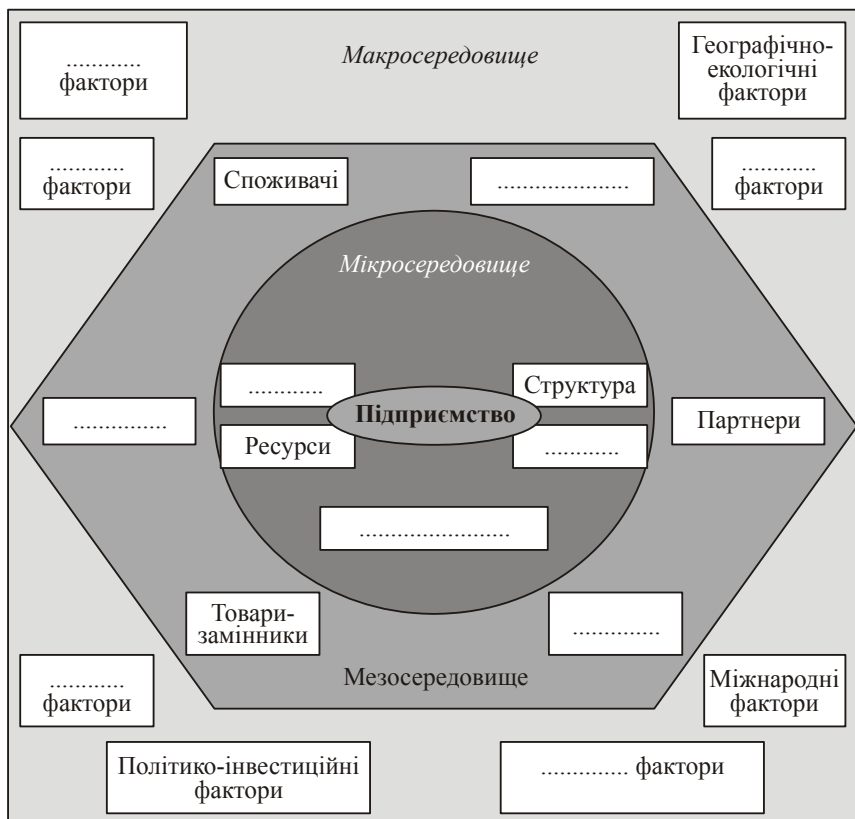 Макросередовище
............
фактори
Географічно-
екологічні
фактори
............
фактори
Споживачі
.....................
............
фактори
Мікросередовище
............
Структура
...............
Підприємство
Партнери
Ресурси
............
........................
Товари-
замінники
..............
Мезосередовище
............
фактори
Міжнародні
фактори
Політико-інвестиційні
фактори
.............. фактори